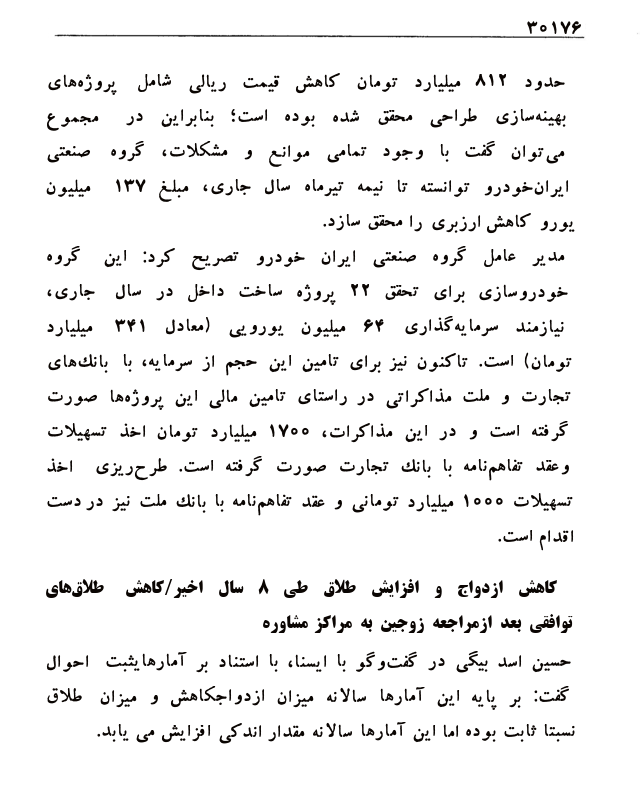 ۳۰۱۷۶
حدود ۸۱۲ میلیارد تومان کاهش قیمت ریالی شامل پروژه‌های
بهینه‌سازی طراحی محقق شده بوده است؛ بنابراین در مجموع
می‌توان گفت با وجود تمامی موانع و مشکلات، گروه صنعتی
ایران‌خودرو توانسته تا نیمه تیرماه سال جاری، مبلغ ۱۳۷ میلیون
یورو کاهش ارزبری را محقق سازد.
مدیر عامل گروه صنعتی ایران خودرو تصریح کرد: این گروه
خودروسازی برای تحقق ۲۲ پروژه ساخت داخل در سال جاری،
نیازمند سرمایه‌گذاری ۶۴ میلیون یورویی (معادل ۳۴۱ میلیارد
تومان) است. تاکنون نیز برای تامین این حجم از سرمایه، با بانك‌های
تجارت و ملت مذاکراتی در راستای تامین مالی این پروژه‌ها صورت
گرفته است و در این مذاکرات، ۱۷۰۰ میلیارد تومان اخذ تسهیلات
وعقد تفاهم‌نامه با بانك تجارت صورت گرفته است. طرح‌ریزی اخذ
تسهیلات ۱۰۰۰ میلیارد تومانی و عقد تفاهم‌نامه با بانك ملت نیز در دست
اقدام است.
کاهش ازدواج و افزایش طلاق طی ۸ سال اخیر/کاهش طلاق‌های
توافقی بعد ازمراجعه زوجین به مراکز مشاوره
حسین اسد بیگی در گفت‌وگو با ایسنا، با استناد بر آمارهایثبت احوال
گفت: بر پایه این آمارها سالانه میزان ازدواجکاهش و میزان طلاق
نسبتا ثابت بوده اما این آمارها سالانه مقدار اندکی افزایش می یابد.